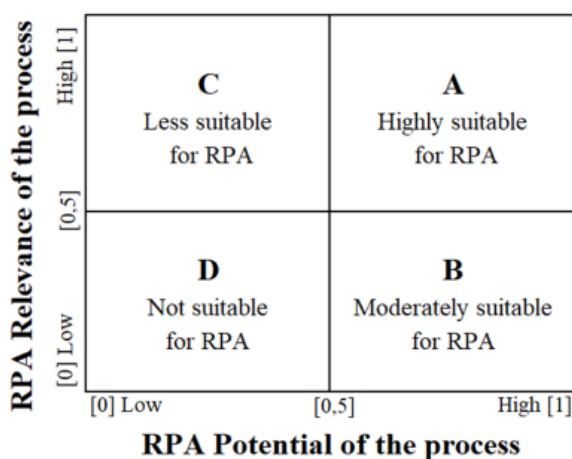 RPA Relevance of the process
High [1]
[0,5]
[0] Low
C
Less suitable
for RPA
A
Highly suitable
for RPA
D
Not suitable
for RPA
B
Moderately suitable
for RPA
[0] Low
[0,5]
High [1]
RPA Potential of the process